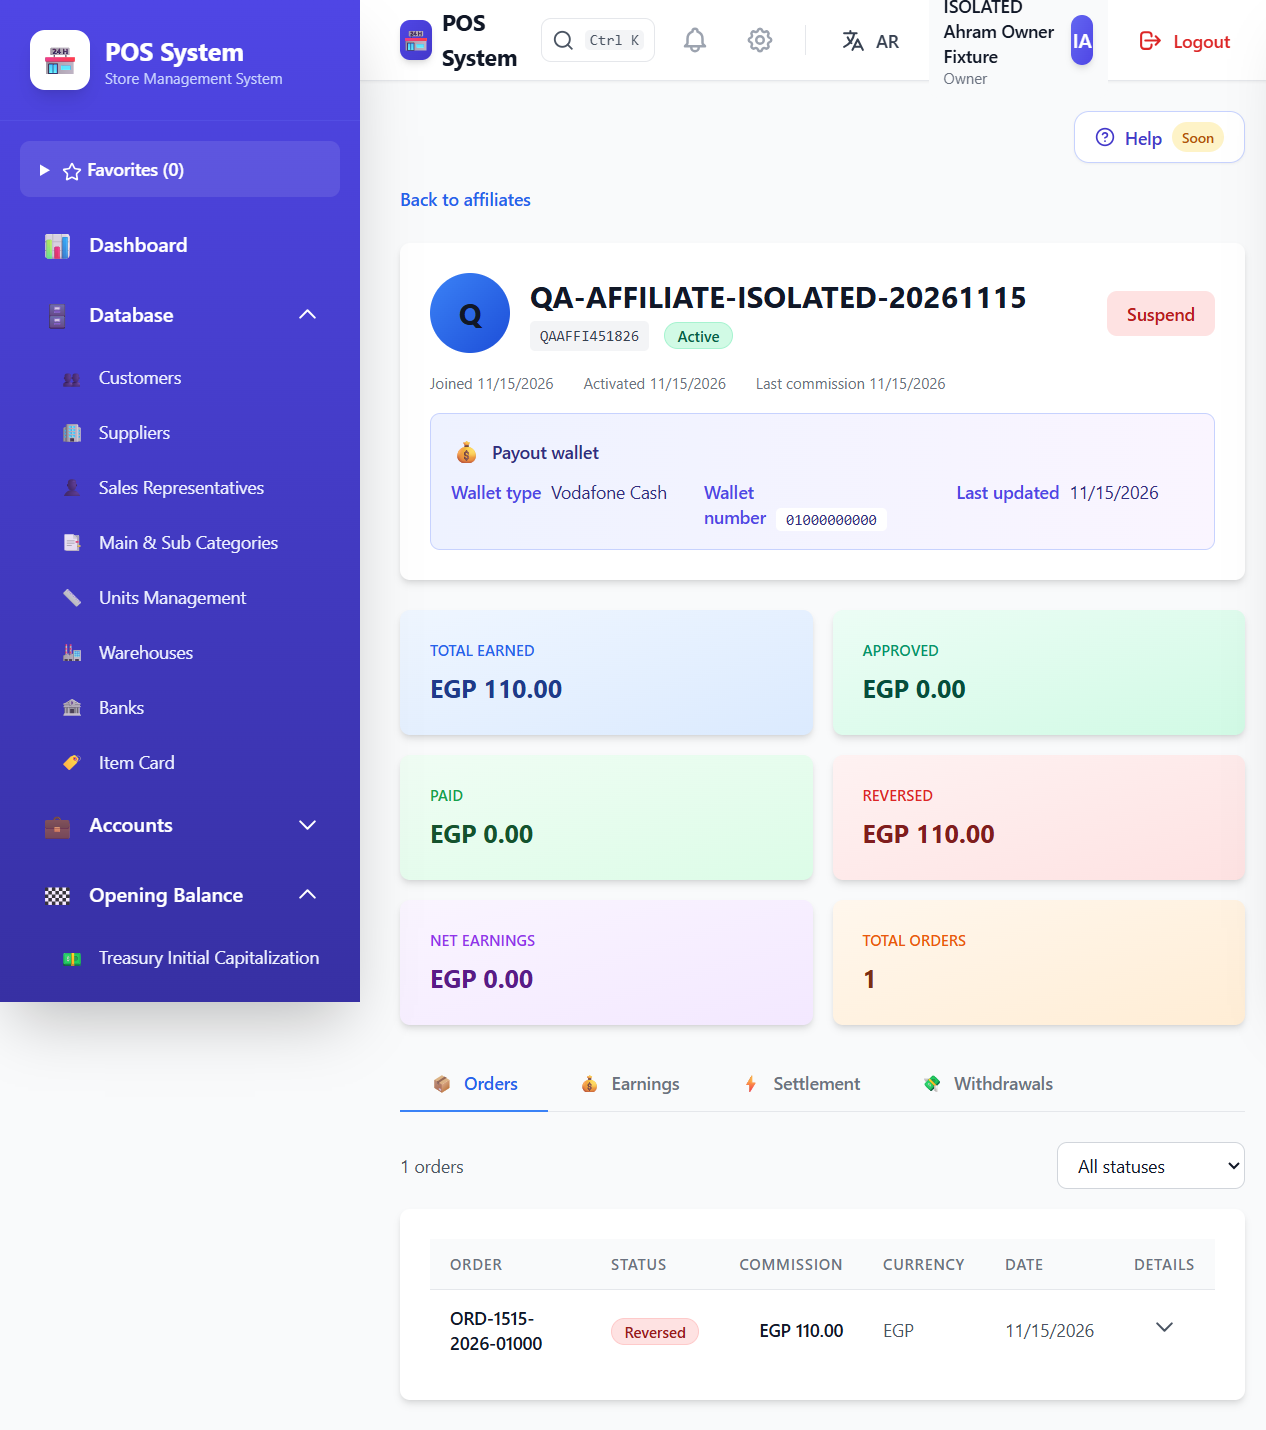 24 H
POS System
Store Management System
Favorites (0)
Dashboard
Database
Customers
Suppliers
Sales Representatives
Main & Sub Categories
Units Management
Warehouses
Banks
Item Card
Accounts
Opening Balance
Treasury Initial Capitalization
POS
System
Ctrl K
AR
ISOLATED
Ahram Owner
Fixture
Owner
IA
Logout
Help Soon
Back to affiliates
Q
QA-AFFILIATE-ISOLATED-20261115
QAAFFI451826 Active
Suspend
Joined 11/15/2026 Activated 11/15/2026 Last commission 11/15/2026
Payout wallet
Wallet type Vodafone Cash
Wallet
number 01000000000
Last updated 11/15/2026
TOTAL EARNED
EGP 110.00
APPROVED
EGP 0.00
PAID
EGP 0.00
REVERSED
EGP 110.00
NET EARNINGS
EGP 0.00
TOTAL ORDERS
1
Orders Earnings Settlement Withdrawals
1 orders
All statuses
ORDER STATUS COMMISSION CURRENCY DATE DETAILS
ORD-1515-
2026-01000
Reversed EGP 110.00 EGP 11/15/2026